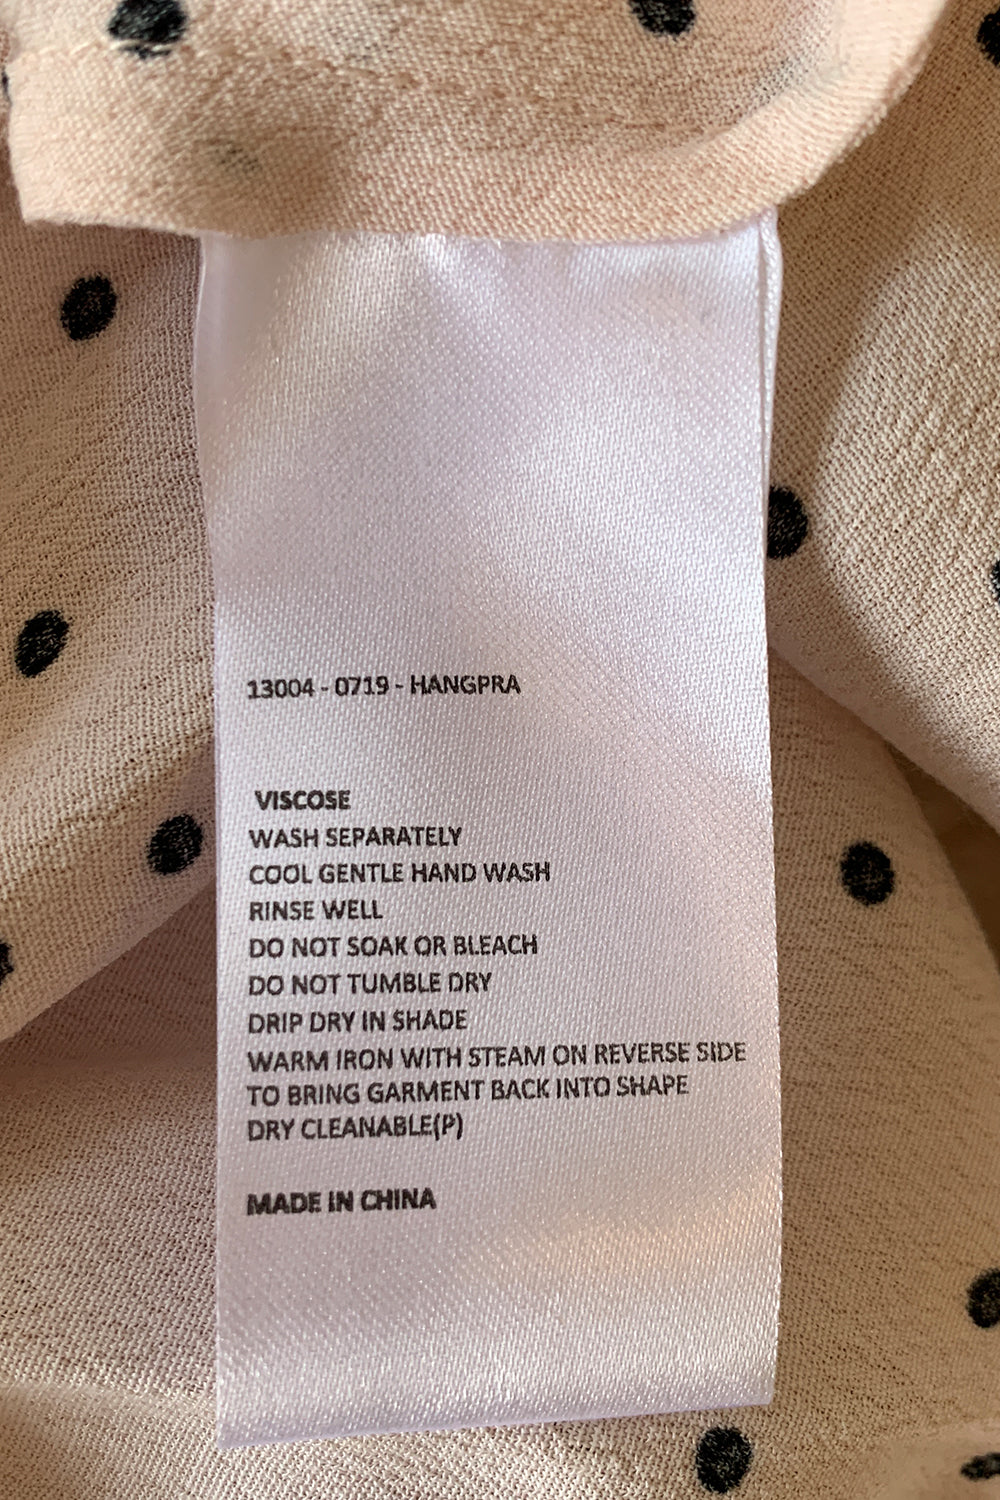 13004 - 0719 - HANGPRA
VISCOSE
WASH SEPARATELY
COOL GENTLE HAND WASH
RINSE WELL
DO NOT SOAK OR BLEACH
DO NOT TUMBLE DRY
DRIP DRY IN SHADE
WARM IRON WITH STEAM ON REVERSE SIDE
TO BRING GARMENT BACK INTO SHAPE
DRY CLEANABLE(P)
MADE IN CHINA